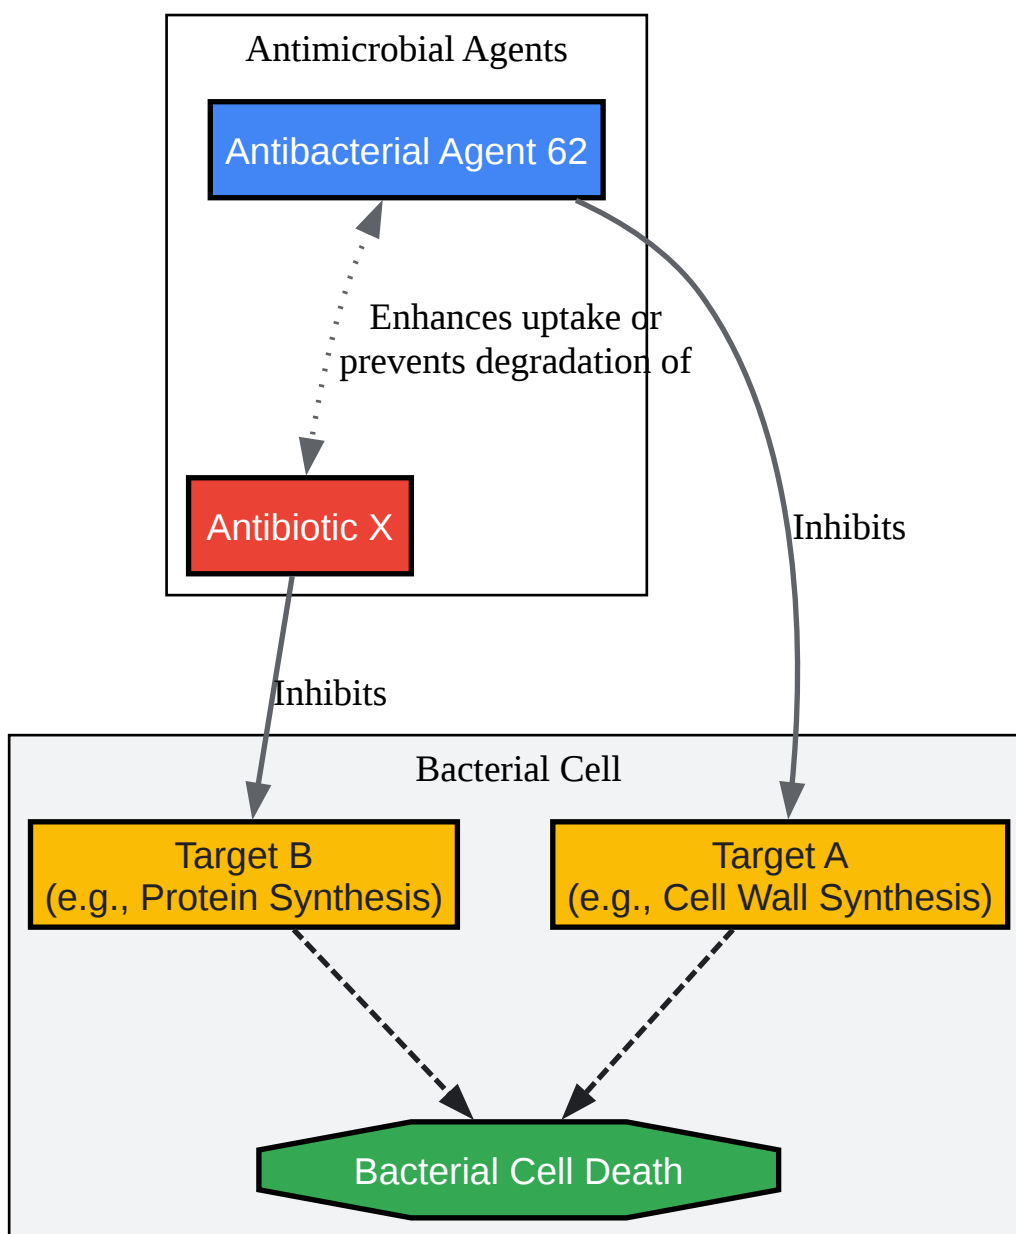 Antimicrobial Agents
Antibacterial Agent 62
Enhances uptake or
prevents degradation of
Antibiotic X
Inhibits
Inhibits
Bacterial Cell
Target B
(e.g., Protein Synthesis)
Target A
(e.g., Cell Wall Synthesis)
Bacterial Cell Death